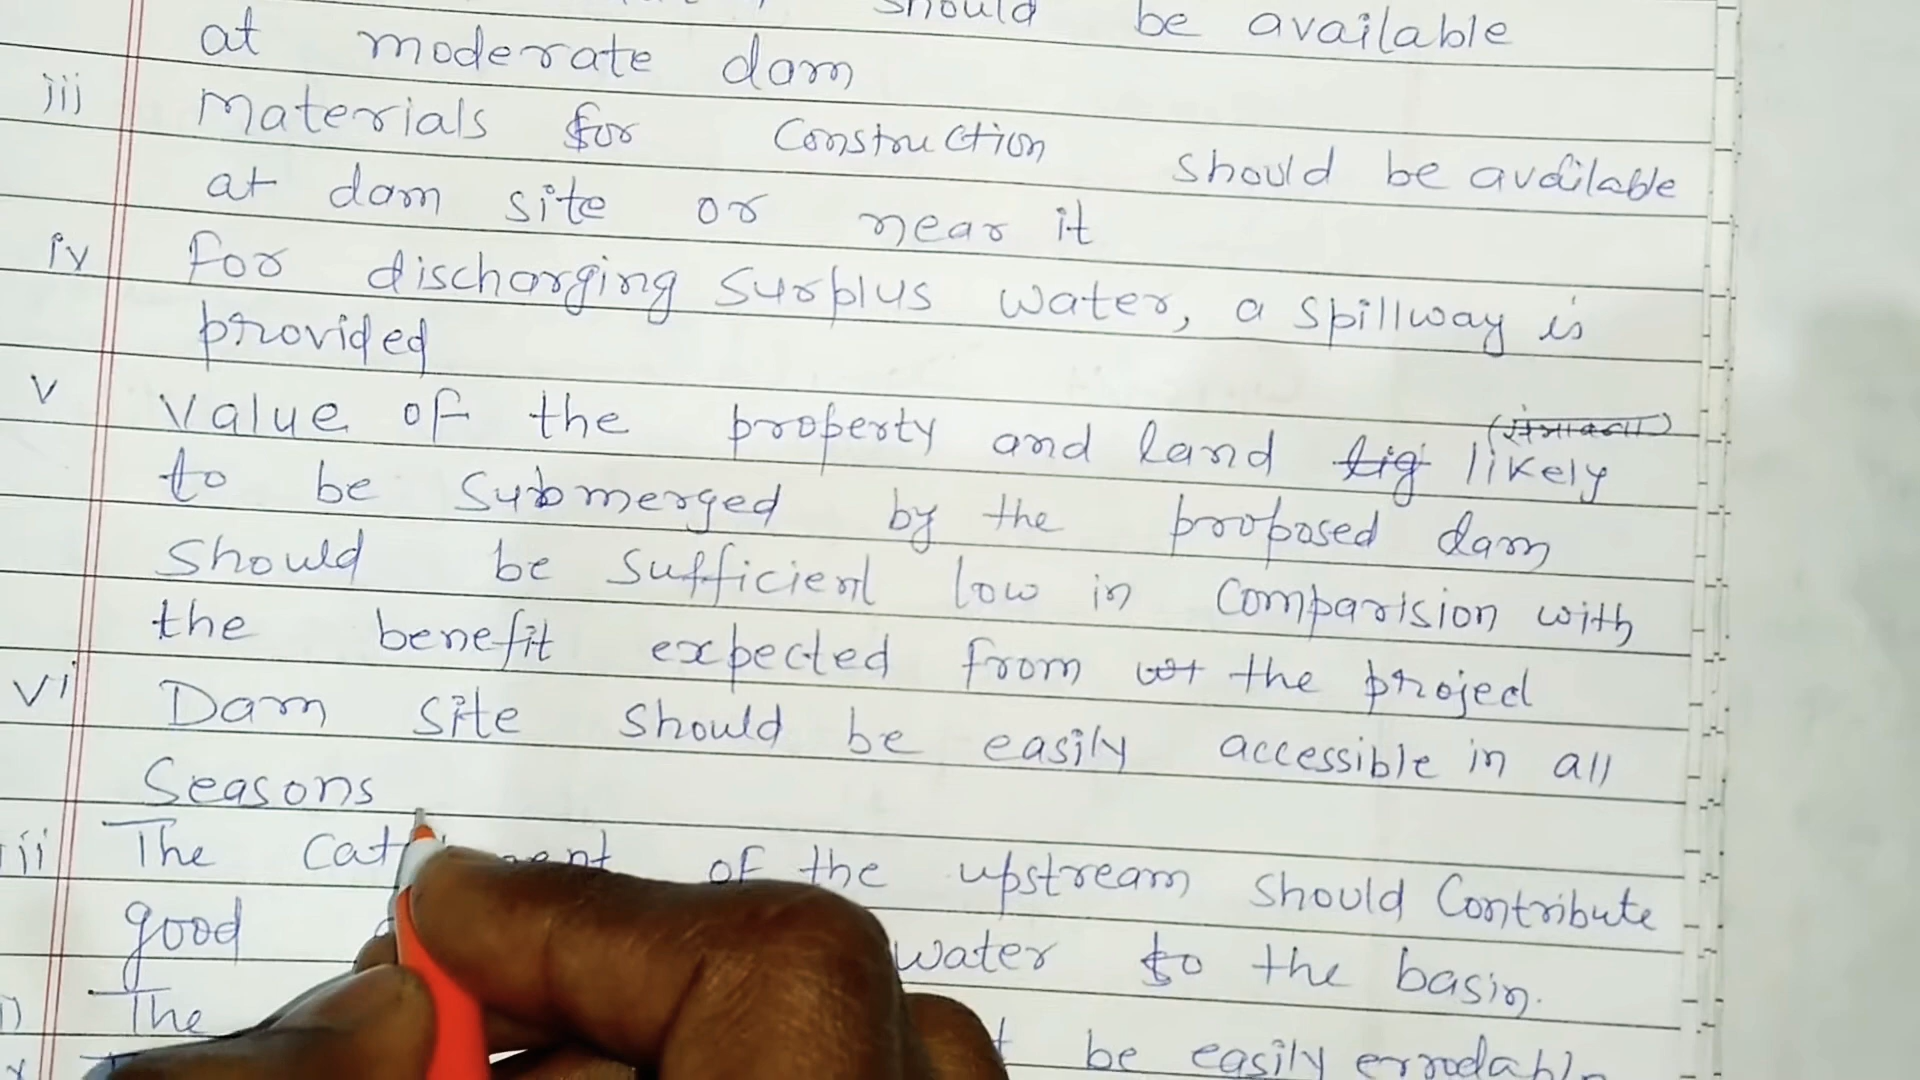 should be available
at moderate dam
iii Materials for Construction should be available
at dam site or near it
iv For discharging surplus water, a spillway is
provided
v Value of the property and land lig likely
to be submerged by the proposed dam
should be sufficient low in comparision with
the benefit expected from the project
vi Dam site should be easily accessible in all
Seasons
The of the upstream should Contribute
good water to the basin.
The be easily errodable